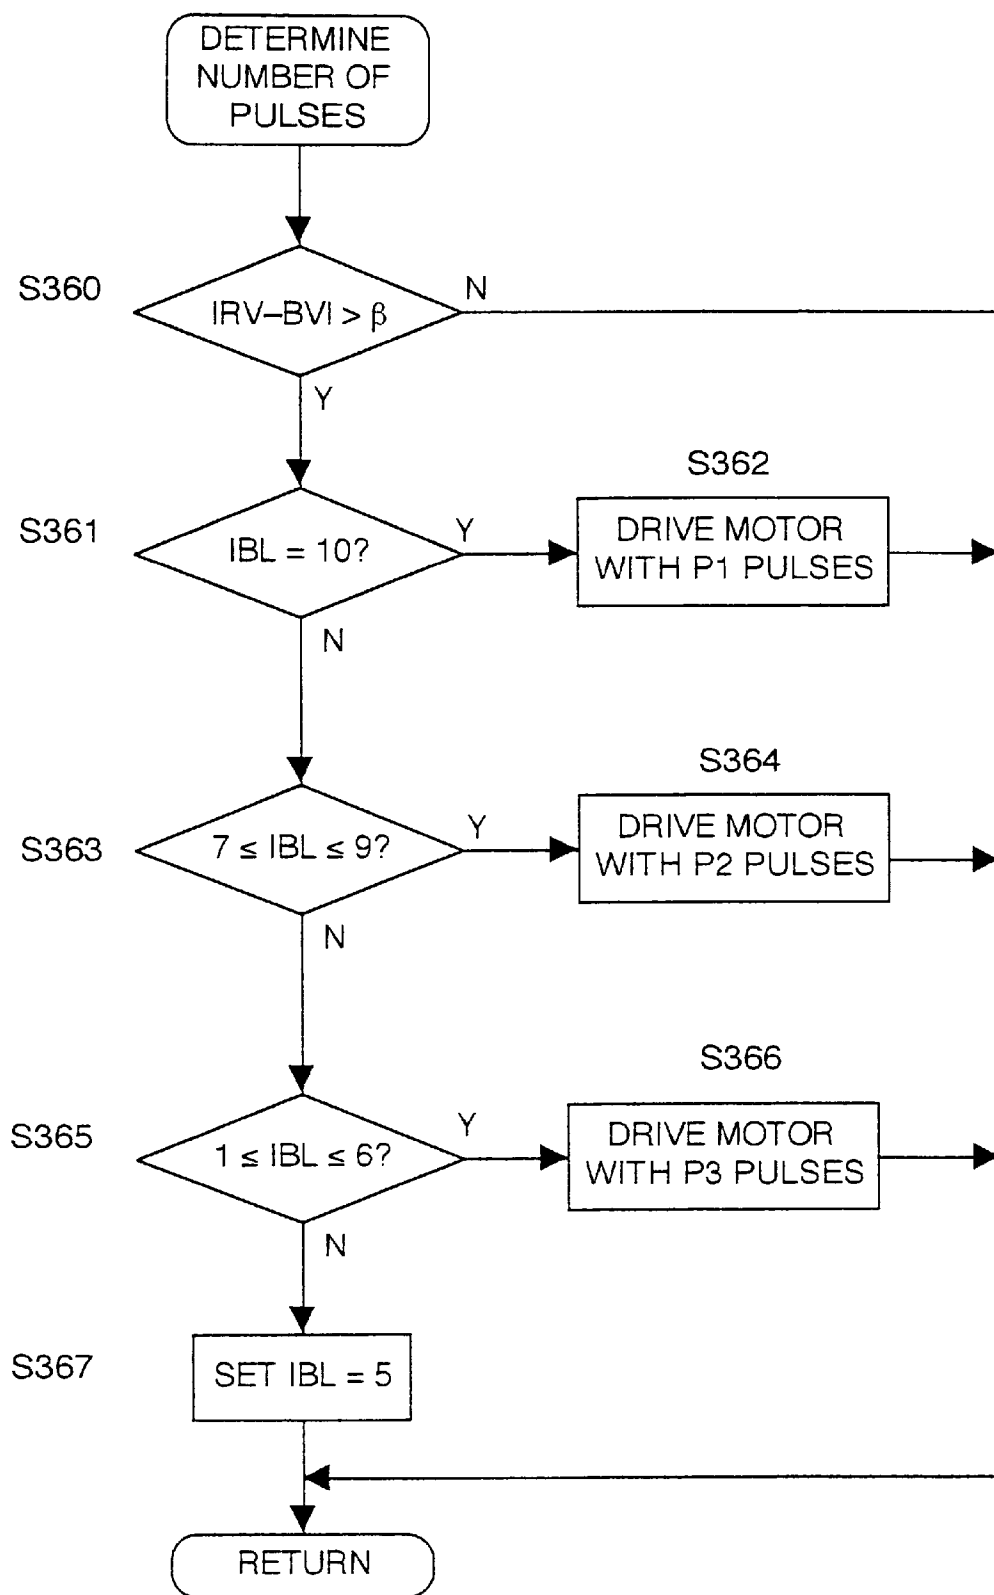 DETERMINE
NUMBER OF
PULSES
S360
IRV–BVI > β
N
Y
S361
IBL = 10?
Y
N
S362
DRIVE MOTOR
WITH P1 PULSES
S363
7 ≤ IBL ≤ 9?
Y
N
S364
DRIVE MOTOR
WITH P2 PULSES
S365
1 ≤ IBL ≤ 6?
Y
N
S366
DRIVE MOTOR
WITH P3 PULSES
S367
SET IBL = 5
RETURN